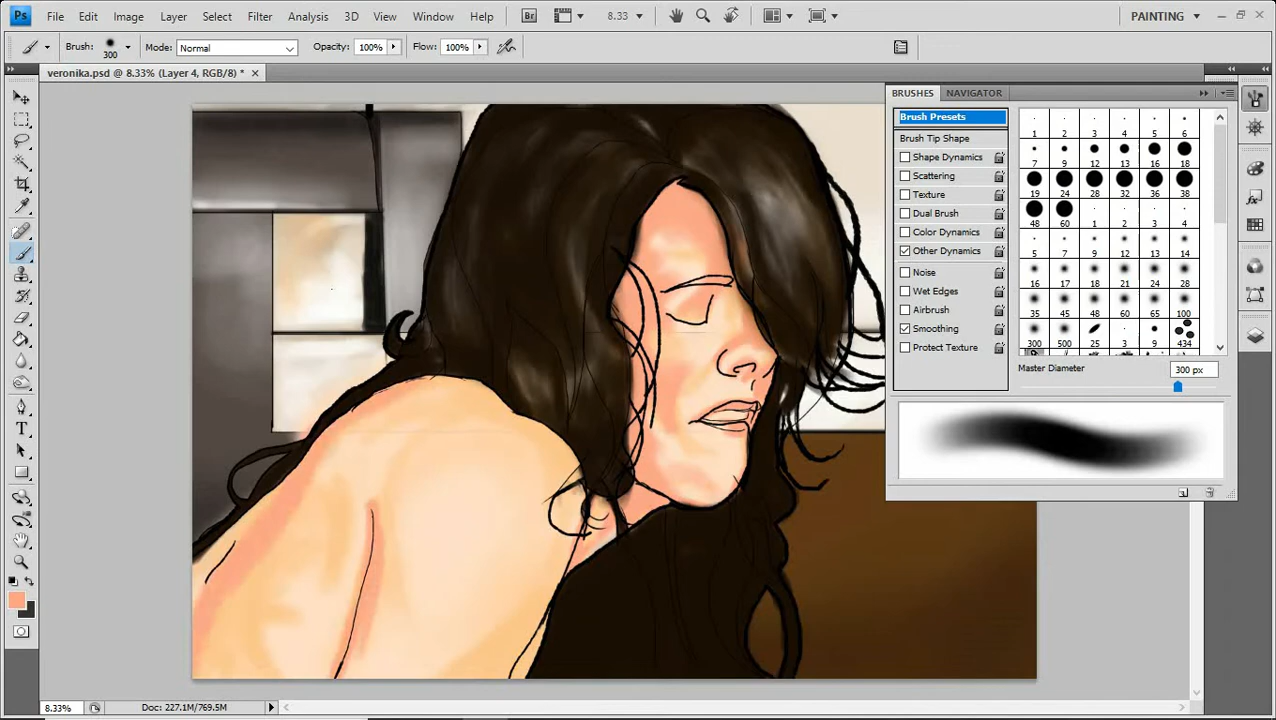 Ps File Edit Image Layer Select Filter Analysis 3D View Window Help Br 8.33 PAINTING
Brush: 300 Mode: Normal Opacity: 100% Flow: 100%
veronika.psd @ 8.33% (Layer 4, RGB/8) *
BRUSHES NAVIGATOR
Brush Presets
Brush Tip Shape
Shape Dynamics
Scattering
Texture
Dual Brush
Color Dynamics
Other Dynamics
Noise
Wet Edges
Airbrush
Smoothing
Protect Texture
1 2 3 4 5 6
7 9 12 13 16 18
19 24 28 32 36 38
48 60 1 2 3 4
5 7 9 12 13 14
16 17 18 21 24 28
35 45 48 60 65 100
300 500 25 3 9 434
Master Diameter 300 px
T
8.33% Doc: 227.1M/769.5M